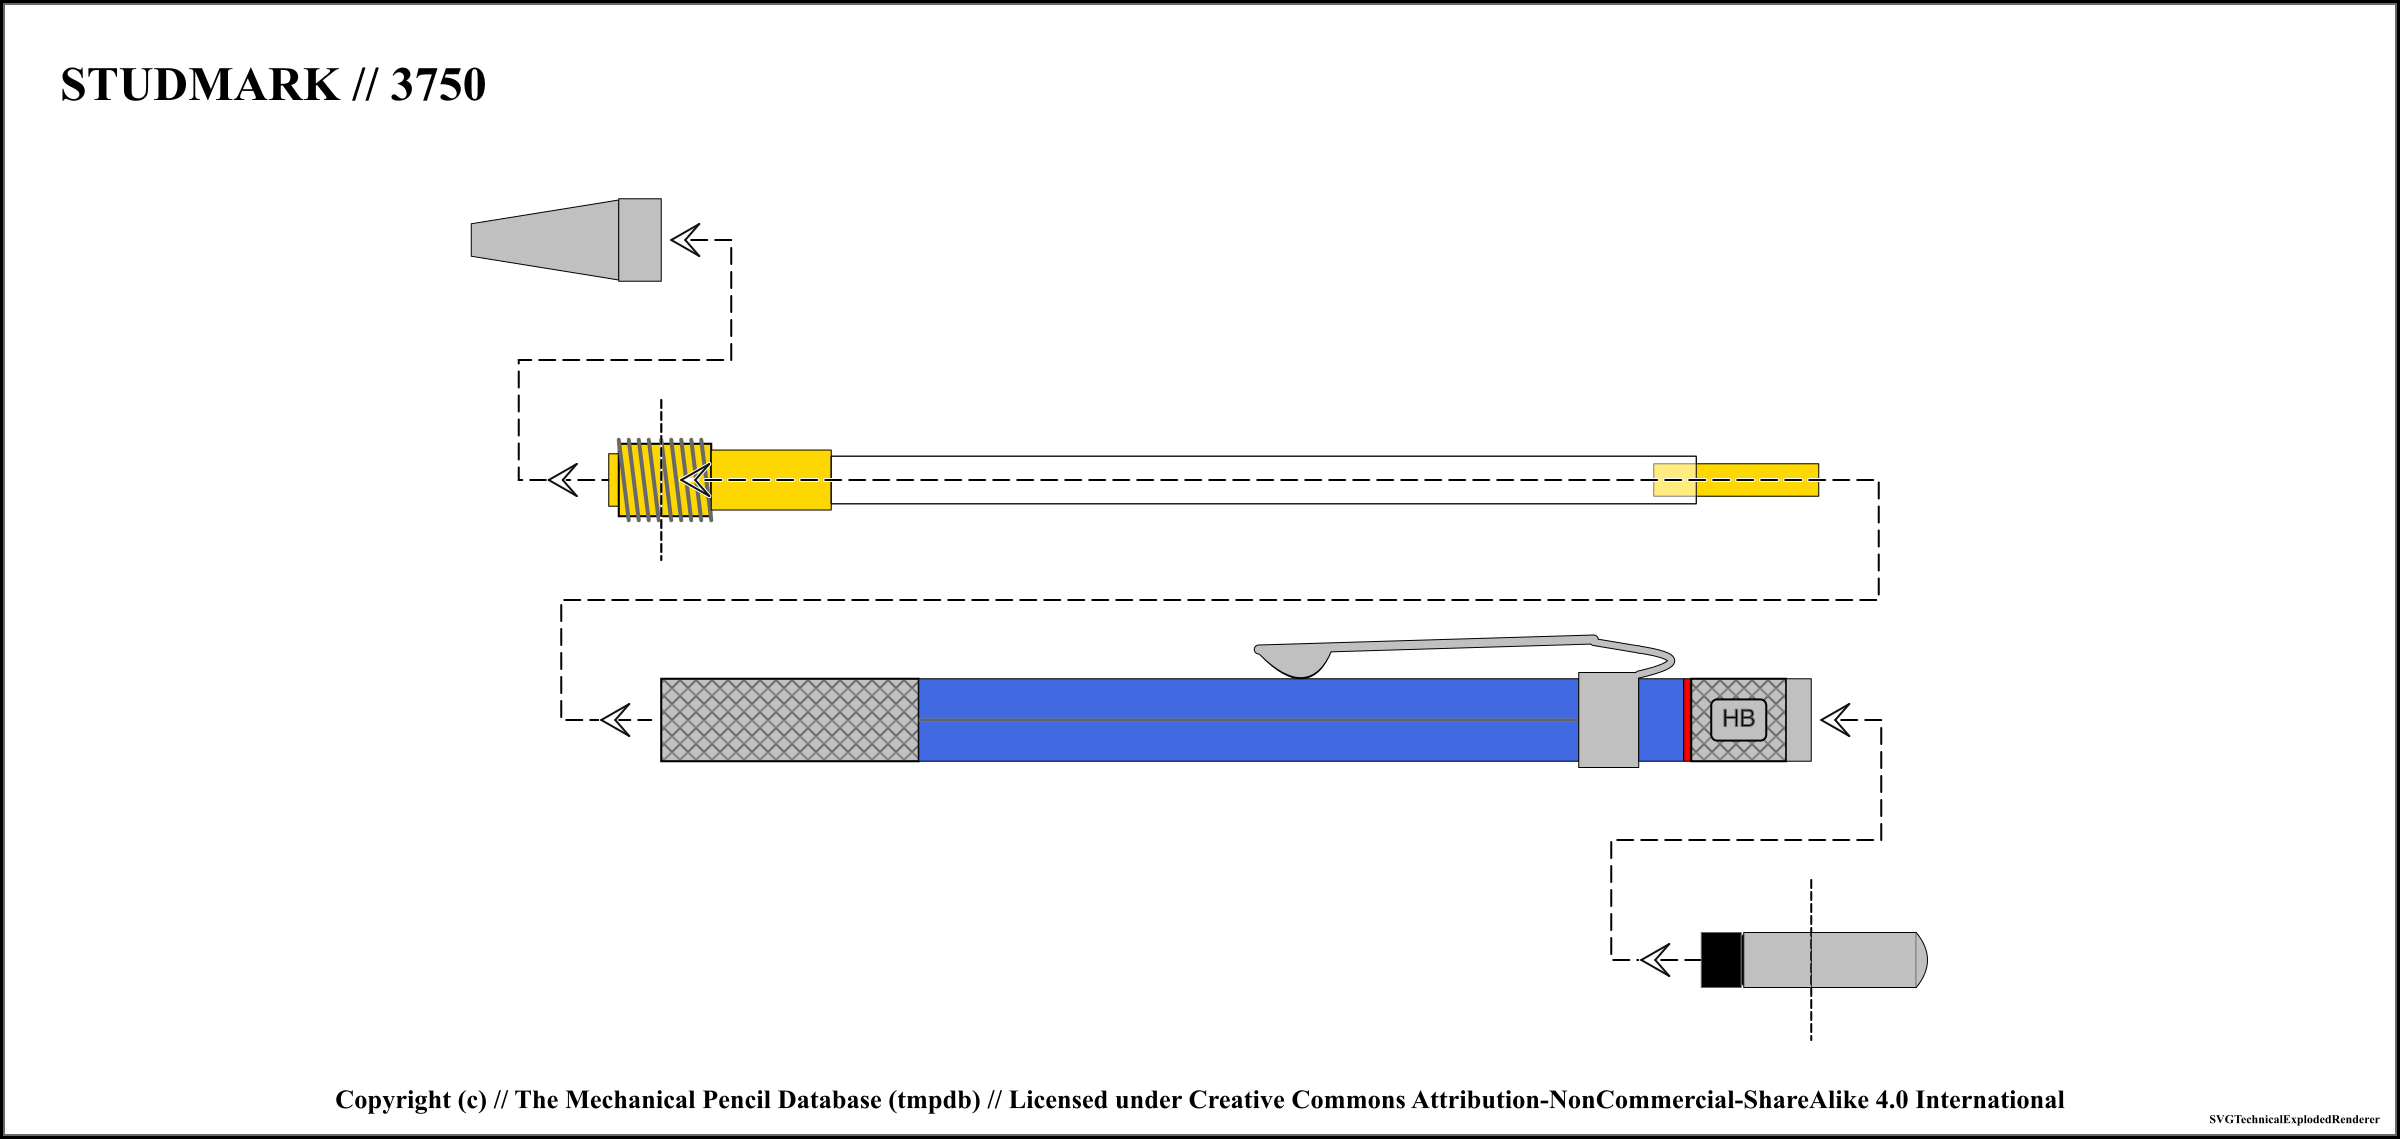 STUDMARK // 3750
HB
Copyright (c) // The Mechanical Pencil Database (tmpdb) // Licensed under Creative Commons Attribution-NonCommercial-ShareAlike 4.0 International
SVGTechnicalExplodedRenderer